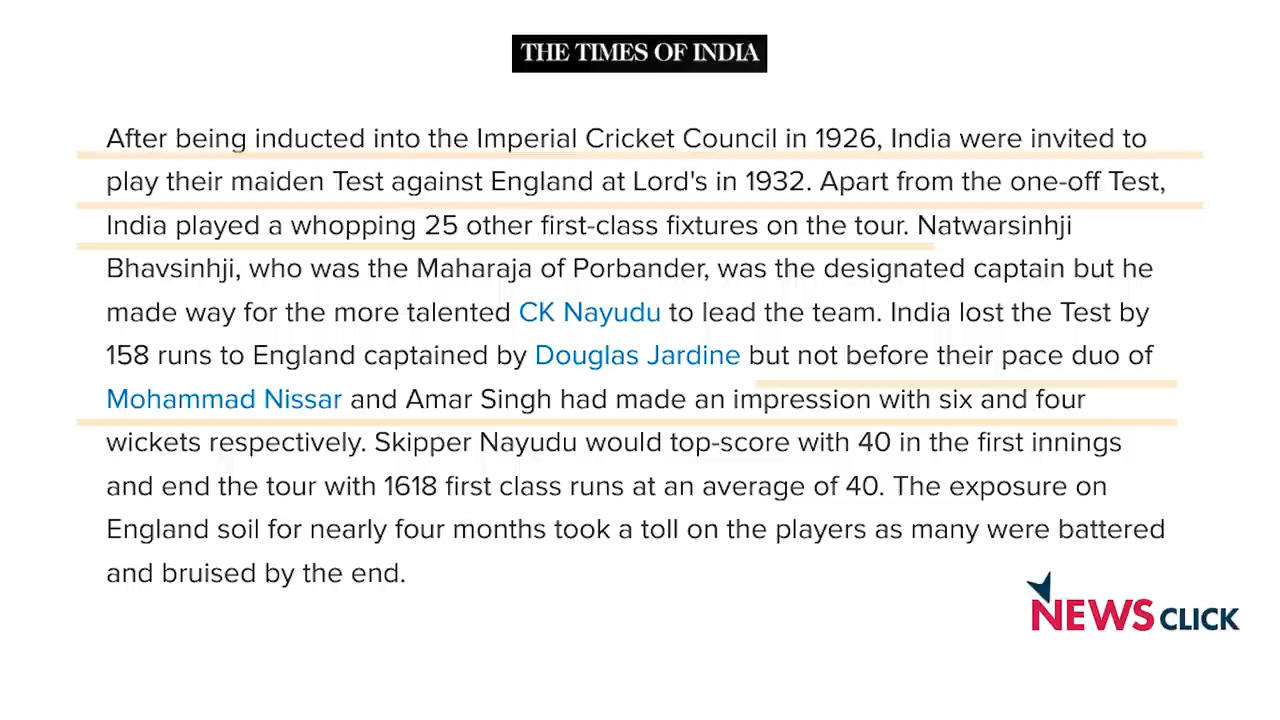 THE TIMES OF INDIA
After being inducted into the Imperial Cricket Council in 1926, India were invited to
play their maiden Test against England at Lord's in 1932. Apart from the one-off Test,
India played a whopping 25 other first-class fixtures on the tour. Natwarsinhji
Bhavsinhji, who was the Maharaja of Porbander, was the designated captain but he
made way for the more talented CK Nayudu to lead the team. India lost the Test by
158 runs to England captained by Douglas Jardine but not before their pace duo of
Mohammad Nissar and Amar Singh had made an impression with six and four
wickets respectively. Skipper Nayudu would top-score with 40 in the first innings
and end the tour with 1618 first class runs at an average of 40. The exposure on
England soil for nearly four months took a toll on the players as many were battered
and bruised by the end.
NEWSCLICK